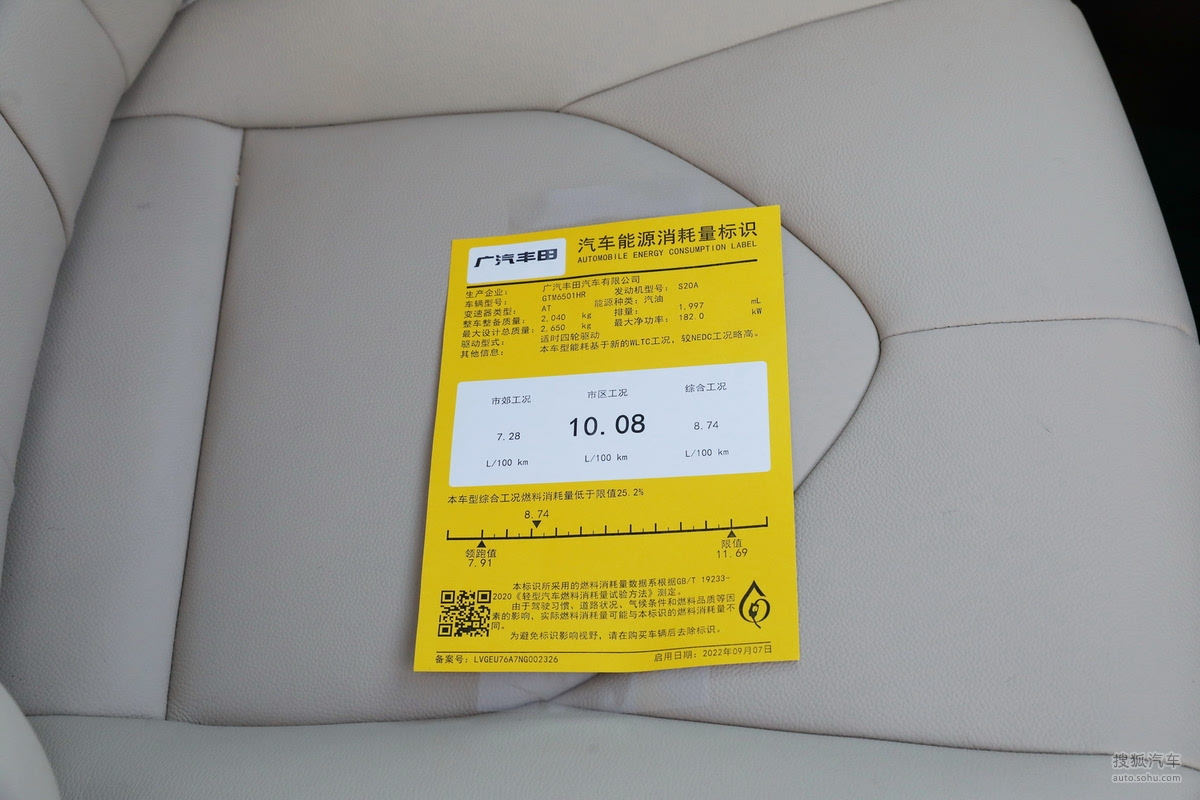 广汽丰田
汽车能源消耗量标识
AUTOMOBILE ENERGY CONSUMPTION LABEL
生产企业: 广汽丰田汽车有限公司
车辆型号: GTM6501HR 发动机型号: S20A
变速器类型: AT 能源种类: 汽油
整车整备质量: 2,040 kg 排量: 1,997 mL
最大设计总质量: 2,650 kg 最大净功率: 182.0 kW
驱动型式: 适时四轮驱动
其他信息: 本车型能耗基于新的WLTC工况，较NEDC工况略高。
市郊工况 市区工况 综合工况
7.28 10.08 8.74
L/100 km L/100 km L/100 km
本车型综合工况燃料消耗量低于限值25.2%
8.74
领跑值 限值
7.91 11.69
本标识所采用的燃料消耗量数据系根据GB/T 19233-
2020《轻型汽车燃料消耗量试验方法》测定。
由于驾驶习惯、道路状况、气候条件和燃料品质等因
素的影响，实际燃料消耗量可能与本标识的燃料消耗量不
同。
为避免标识影响视野，请在购买车辆后去除标识。
备案号: LVGEU76A7NG002326 启用日期: 2022年09月07日
搜狐汽车
auto.sohu.com